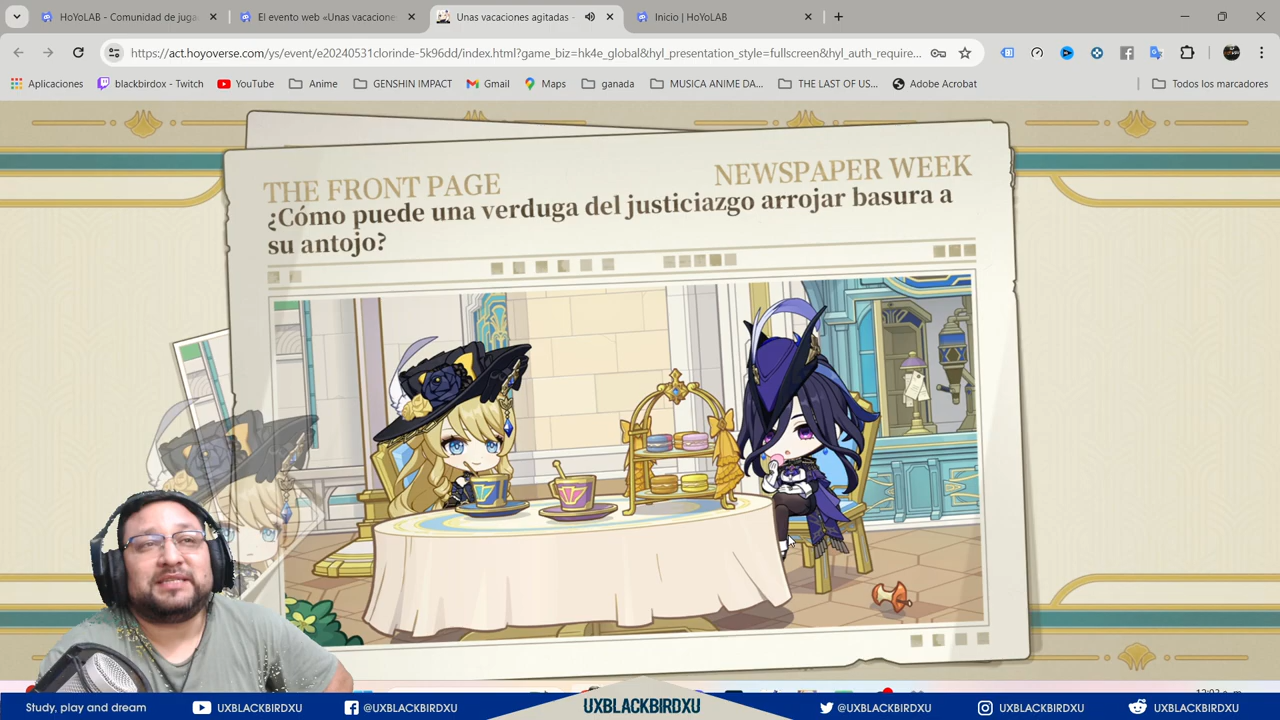 HoYoLAB - Comunidad de juga
El evento web «Unas vacacione
Unas vacaciones agitadas -
Inicio | HoYoLAB
https://act.hoyoverse.com/ys/event/e20240531clorinde-5k96dd/index.html?game_biz=hk4e_global&hyl_presentation_style=fullscreen&hyl_auth_require...
Aplicaciones
blackbirdox - Twitch
YouTube
Anime
GENSHIN IMPACT
Gmail
Maps
ganada
MUSICA ANIME DA...
THE LAST OF US...
Adobe Acrobat
Todos los marcadores
THE FRONT PAGE
NEWSPAPER WEEK
¿Cómo puede una verduga del justiciazgo arrojar basura a
su antojo?
Study, play and dream
UXBLACKBIRDXU
@UXBLACKBIRDXU
UXBLACKBIRDXU
@UXBLACKBIRDXU
UXBLACKBIRDXU
UXBLACKBIRDXU